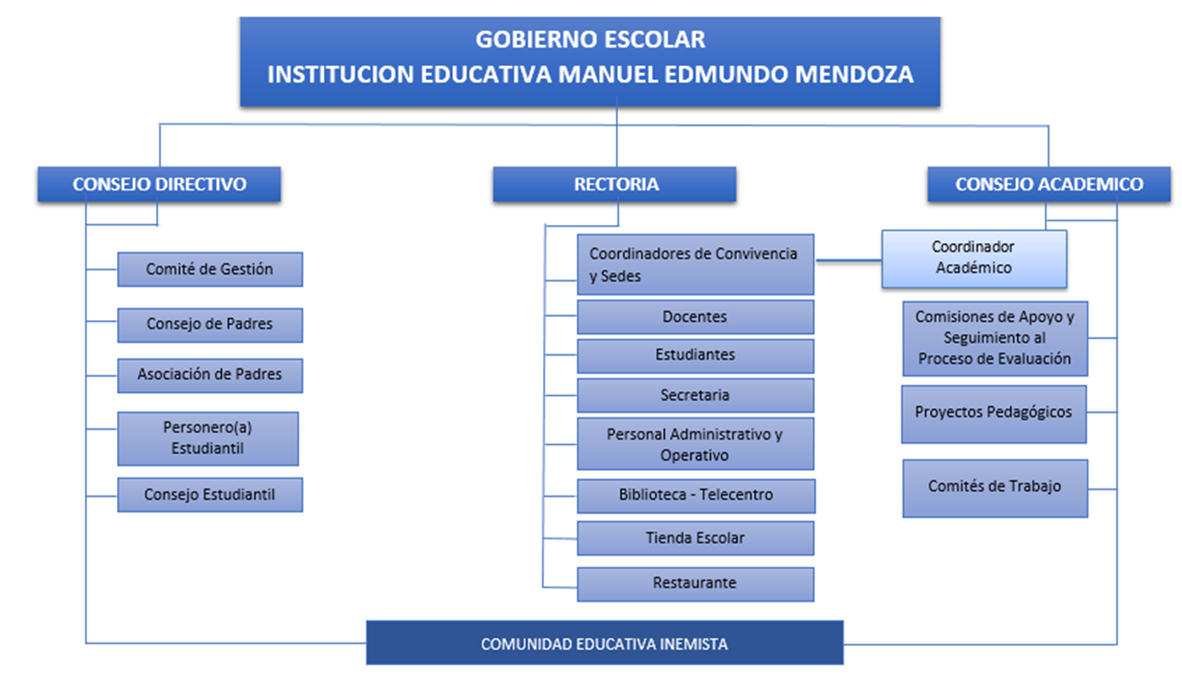 GOBIERNO ESCOLAR
INSTITUCION EDUCATIVA MANUEL EDMUNDO MENDOZA
CONSEJO DIRECTIVO
Comité de Gestión
Consejo de Padres
Asociación de Padres
Personero(a)
Estudiantil
Consejo Estudiantil
RECTORIA
Coordinadores de Convivencia
y Sedes
Docentes
Estudiantes
Secretaria
Personal Administrativo y
Operativo
Biblioteca - Telecentro
Tienda Escolar
Restaurante
CONSEJO ACADEMICO
Coordinador
Académico
Comisiones de Apoyo y
Seguimiento al
Proceso de Evaluación
Proyectos Pedagógicos
Comités de Trabajo
COMUNIDAD EDUCATIVA INEMISTA